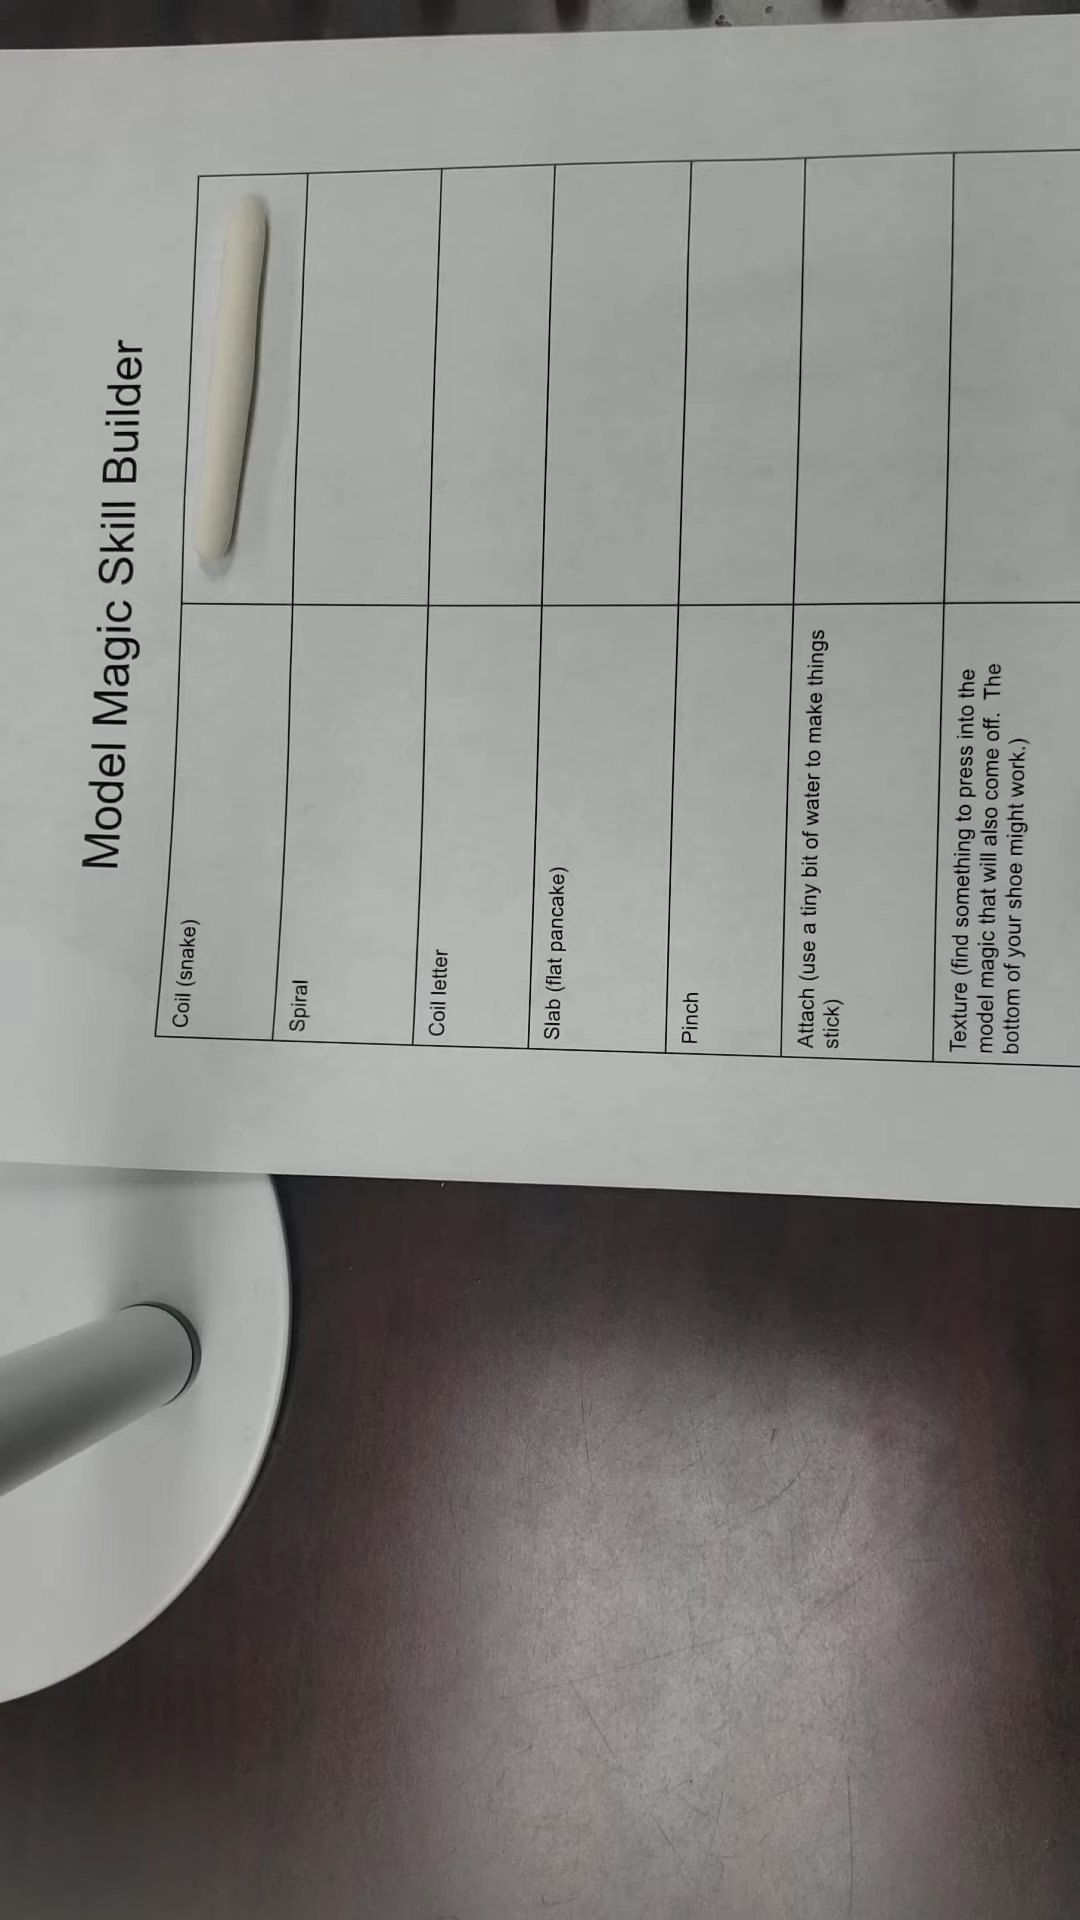 Model Magic Skill Builder
Coil (snake)
Spiral
Coil letter
Slab (flat pancake)
Pinch
Attach (use a tiny bit of water to make things
stick)
Texture (find something to press into the
model magic that will also come off.  The
bottom of your shoe might work.)